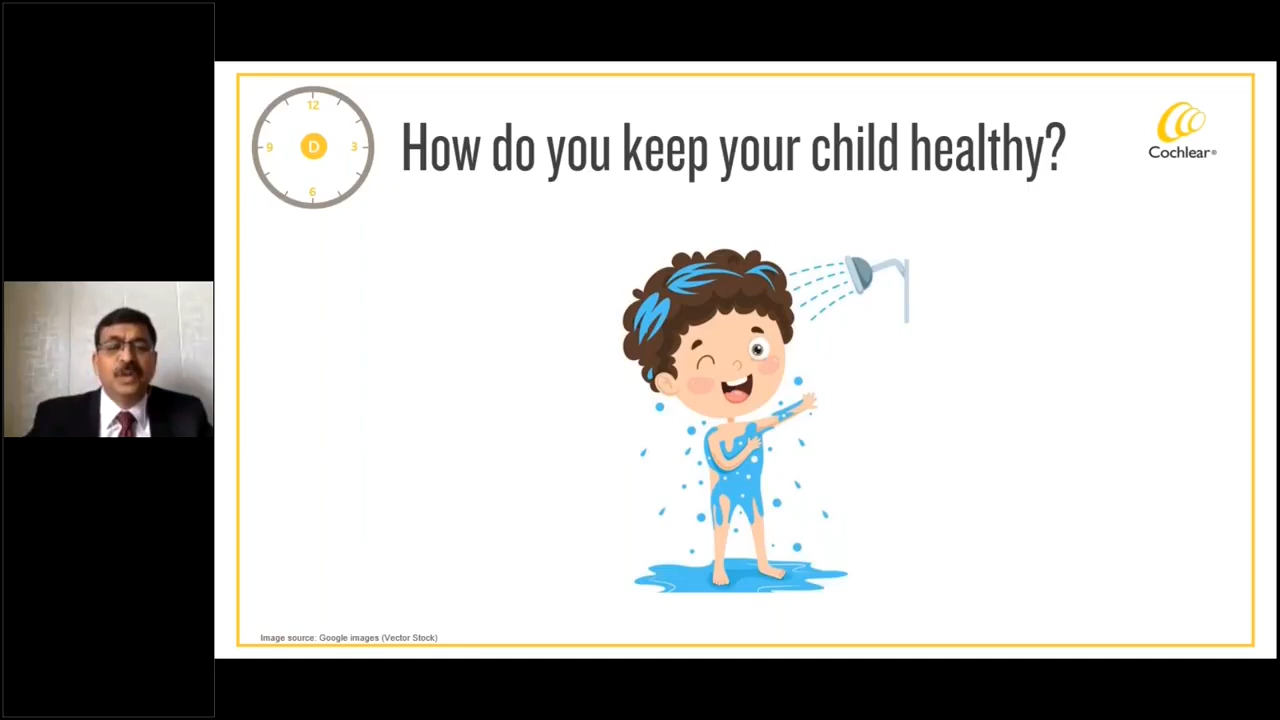 12
9
D
3
6
How do you keep your child healthy?
Cochlear®
Image source: Google images (Vector Stock)